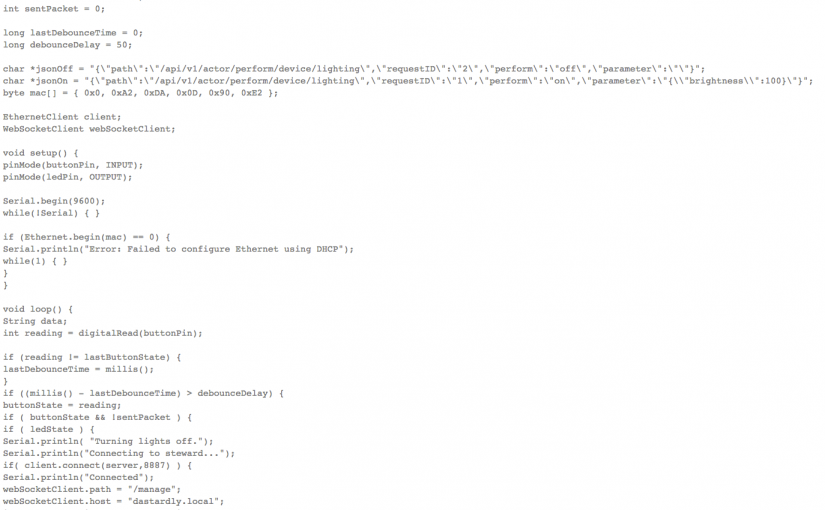 int sentPacket = 0;
long lastDebounceTime = 0;
long debounceDelay = 50;
char *jsonOff = "{\"path\":\"/api/v1/actor/perform/device/lighting\",\"requestID\":\"2\",\"perform\":\"off\",\"parameter\":\"\"}";
char *jsonOn = "{\"path\":\"/api/v1/actor/perform/device/lighting\",\"requestID\":\"1\",\"perform\":\"on\",\"parameter\":\"{\\"brightness\\":100}\"}";
byte mac[] = { 0x0, 0xA2, 0xDA, 0x0D, 0x90, 0xE2 };
EthernetClient client;
WebSocketClient webSocketClient;
void setup() {
pinMode(buttonPin, INPUT);
pinMode(ledPin, OUTPUT);
Serial.begin(9600);
while(!Serial) { }
if (Ethernet.begin(mac) == 0) {
Serial.println("Error: Failed to configure Ethernet using DHCP");
while(1) { }
}
}
void loop() {
String data;
int reading = digitalRead(buttonPin);
if (reading != lastButtonState) {
lastDebounceTime = millis();
}
if ((millis() - lastDebounceTime) > debounceDelay) {
buttonState = reading;
if ( buttonState && !sentPacket ) {
if ( ledState ) {
Serial.println( "Turning lights off.");
Serial.println("Connecting to steward...");
if( client.connect(server,8887) ) {
Serial.println("Connected");
webSocketClient.path = "/manage";
webSocketClient.host = "dastardly.local";